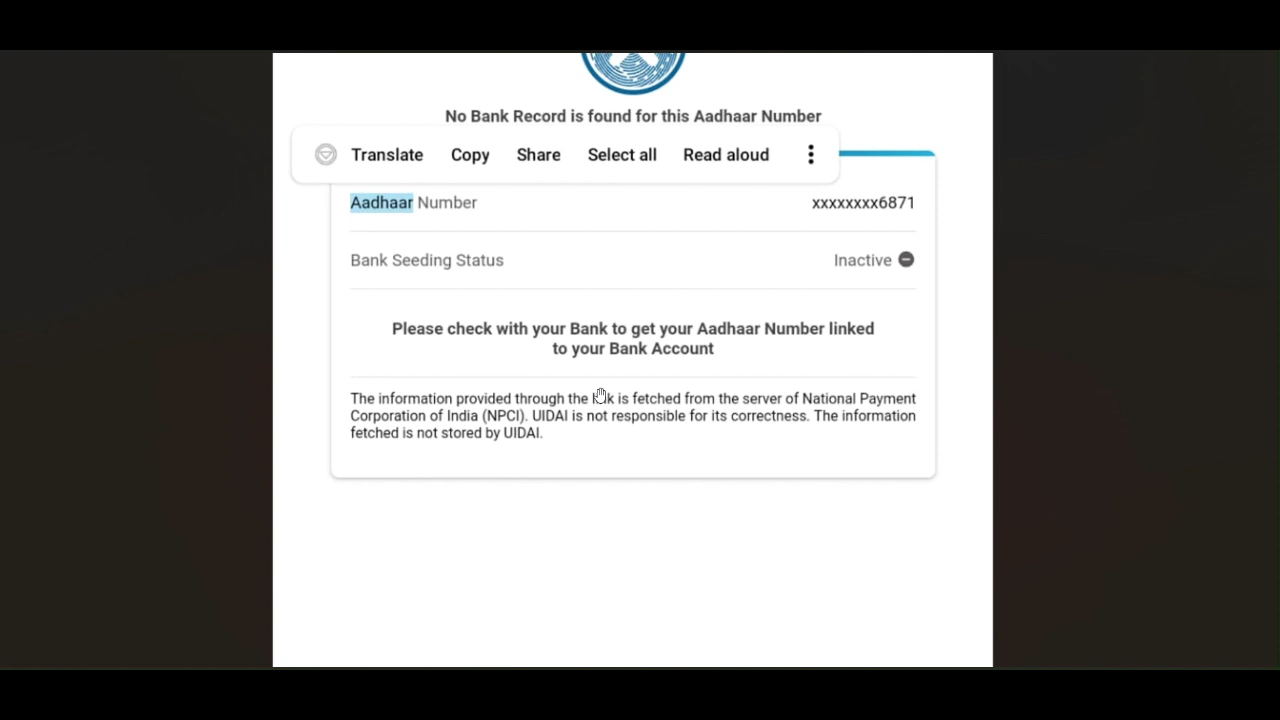 No Bank Record is found for this Aadhaar Number
Translate Copy Share Select all Read aloud
Aadhaar Number xxxxxxxx6871
Bank Seeding Status Inactive
Please check with your Bank to get your Aadhaar Number linked
to your Bank Account
The information provided through the is fetched from the server of National Payment
Corporation of India (NPCI). UIDAI is not responsible for its correctness. The information
fetched is not stored by UIDAI.